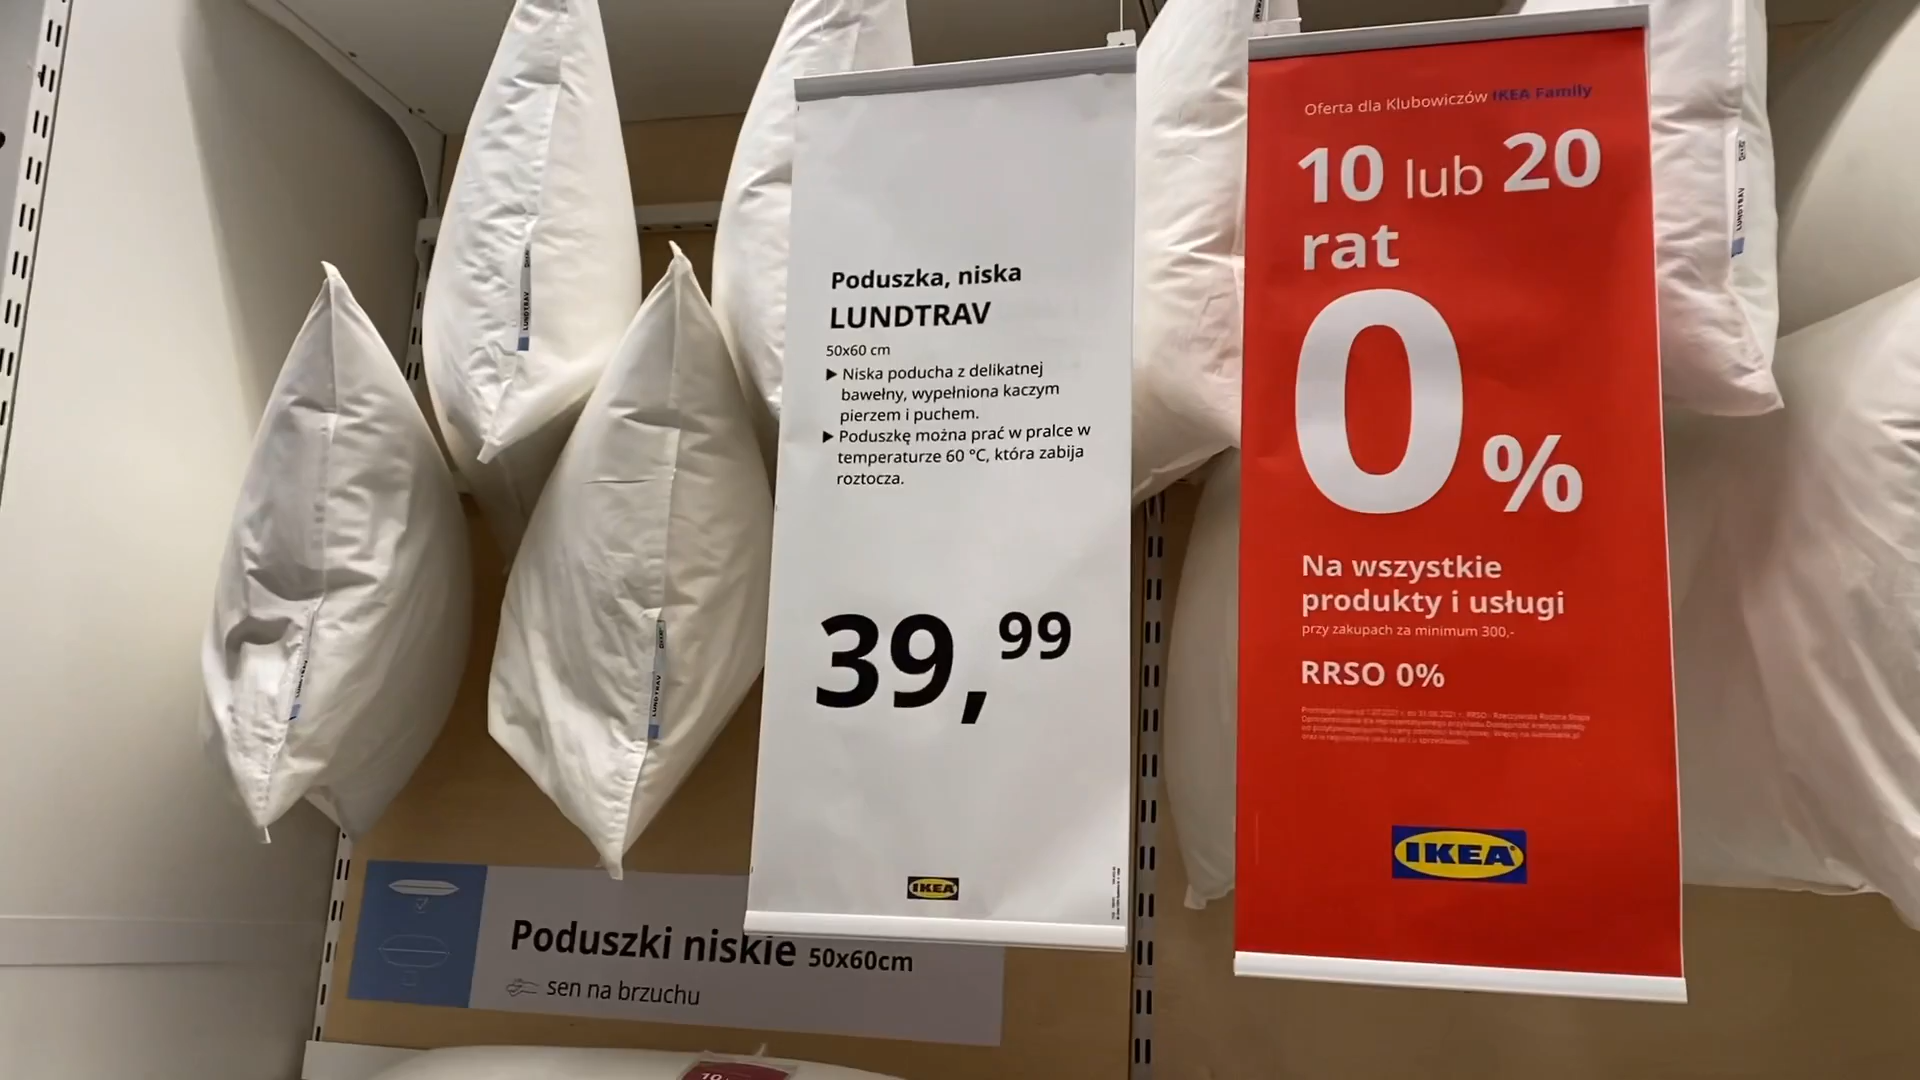 Poduszka, niska
LUNDTRAV
50x60 cm
▶ Niska poducha z delikatnej
bawełny, wypełniona kaczym
pierzem i puchem.
▶ Poduszkę można prać w pralce w
temperaturze 60 °C, która zabija
roztocza.
39,99
IKEA
Oferta dla Klubowiczów IKEA Family
10 lub 20
rat
0%
Na wszystkie
produkty i usługi
przy zakupach za minimum 300,-
RRSO 0%
IKEA
Poduszki niskie 50x60cm
sen na brzuchu
LUNDTRAV
LUNDTRAV
LUNDTRAV
LUNDTRAV